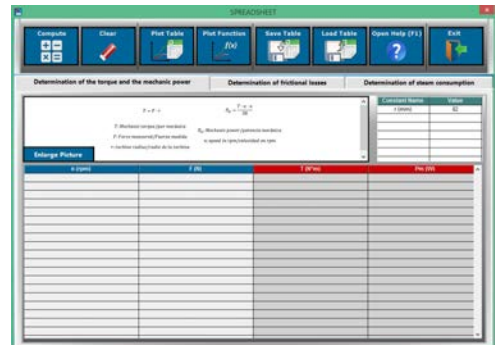 SPREADSHEET
Compute Clear Plot Table Plot Function Save Table Load Table Open Help (F1) Exit
f(x)
Determination of the torque and the mechanic power Determination of frictional losses Determination of steam consumption
Constant Name Value
r (mm) 62
T = F · r
T: Mechanic torque/par mecánico
F: Force measured/Fuerza medida
r: turbine radius/radio de la turbina
: Mechanic power/potencia mecánica
n: speed in rpm/velocidad en rpm
Enlarge Picture
n (rpm) F (N) T (N*m) Pm (W)